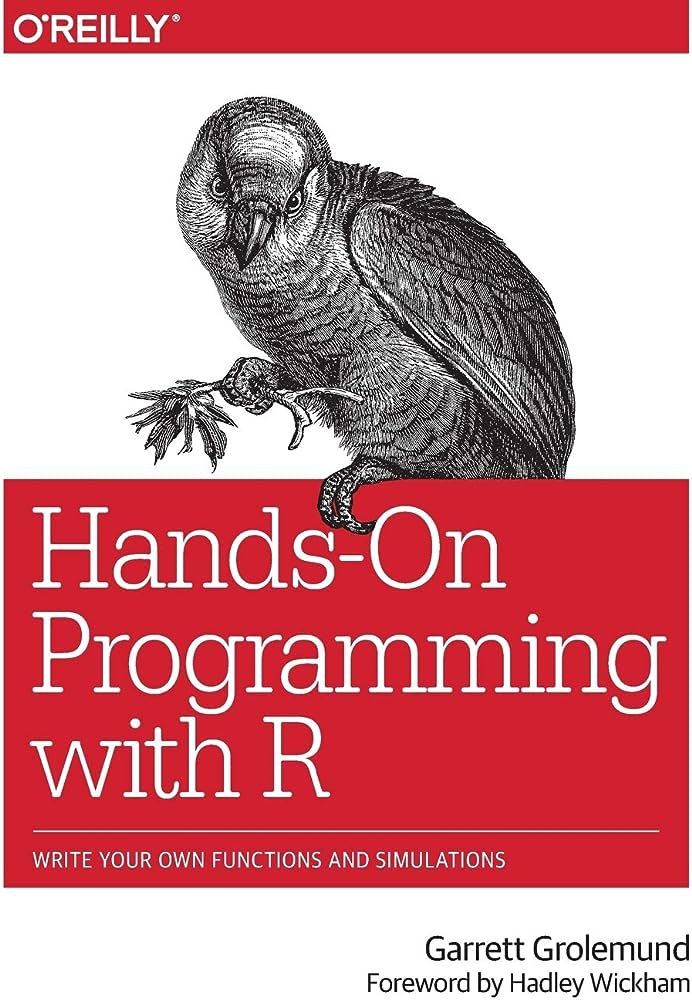 O'REILLY®
Hands-On
Programming
with R
WRITE YOUR OWN FUNCTIONS AND SIMULATIONS
Garrett Grolemund
Foreword by Hadley Wickham